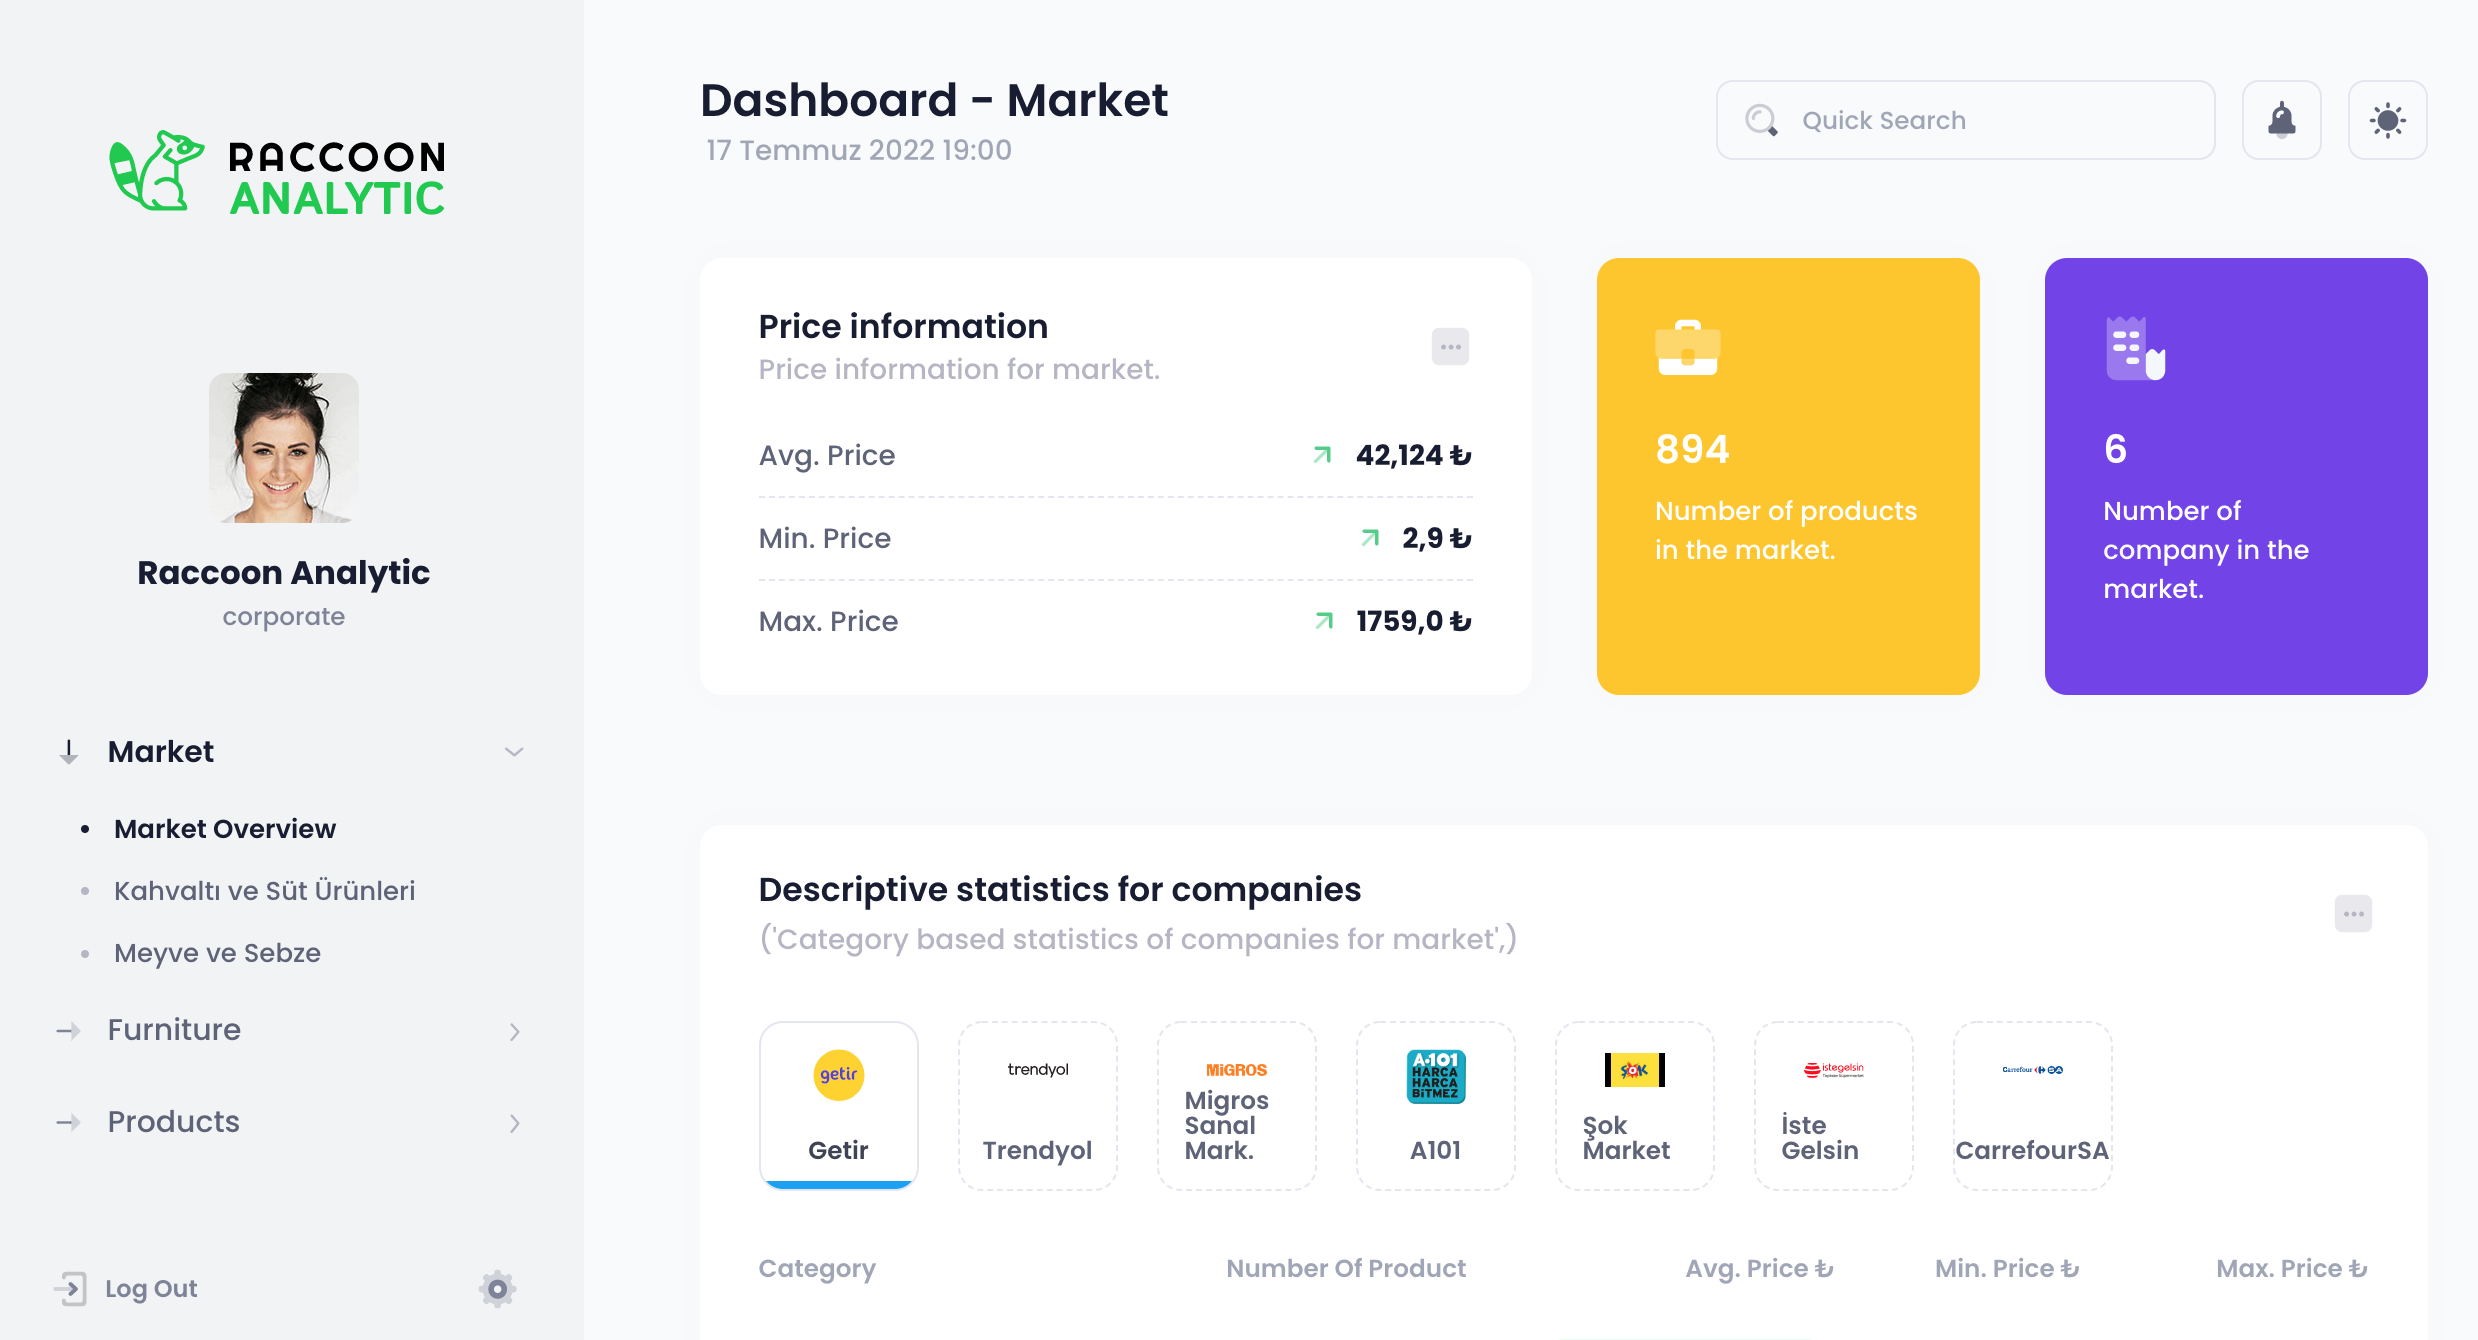 RACCOON
ANALYTIC
Raccoon Analytic
corporate
Market
Market Overview
Kahvaltı ve Süt Ürünleri
Meyve ve Sebze
Furniture
Products
Log Out
Dashboard - Market
17 Temmuz 2022 19:00
Quick Search
Price information
Price information for market.
Avg. Price 42,124 ₺
Min. Price 2,9 ₺
Max. Price 1759,0 ₺
894
Number of products
in the market.
6
Number of
company in the
market.
Descriptive statistics for companies
('Category based statistics of companies for market',)
getir
Getir
trendyol
Trendyol
MiGROS
Migros
Sanal
Mark.
A101
HARCA
HARCA
BiTMEZ
A101
ŞOK
Şok
Market
istegelsin
İste
Gelsin
Carrefour SA
CarrefourSA
Category Number Of Product Avg. Price ₺ Min. Price ₺ Max. Price ₺